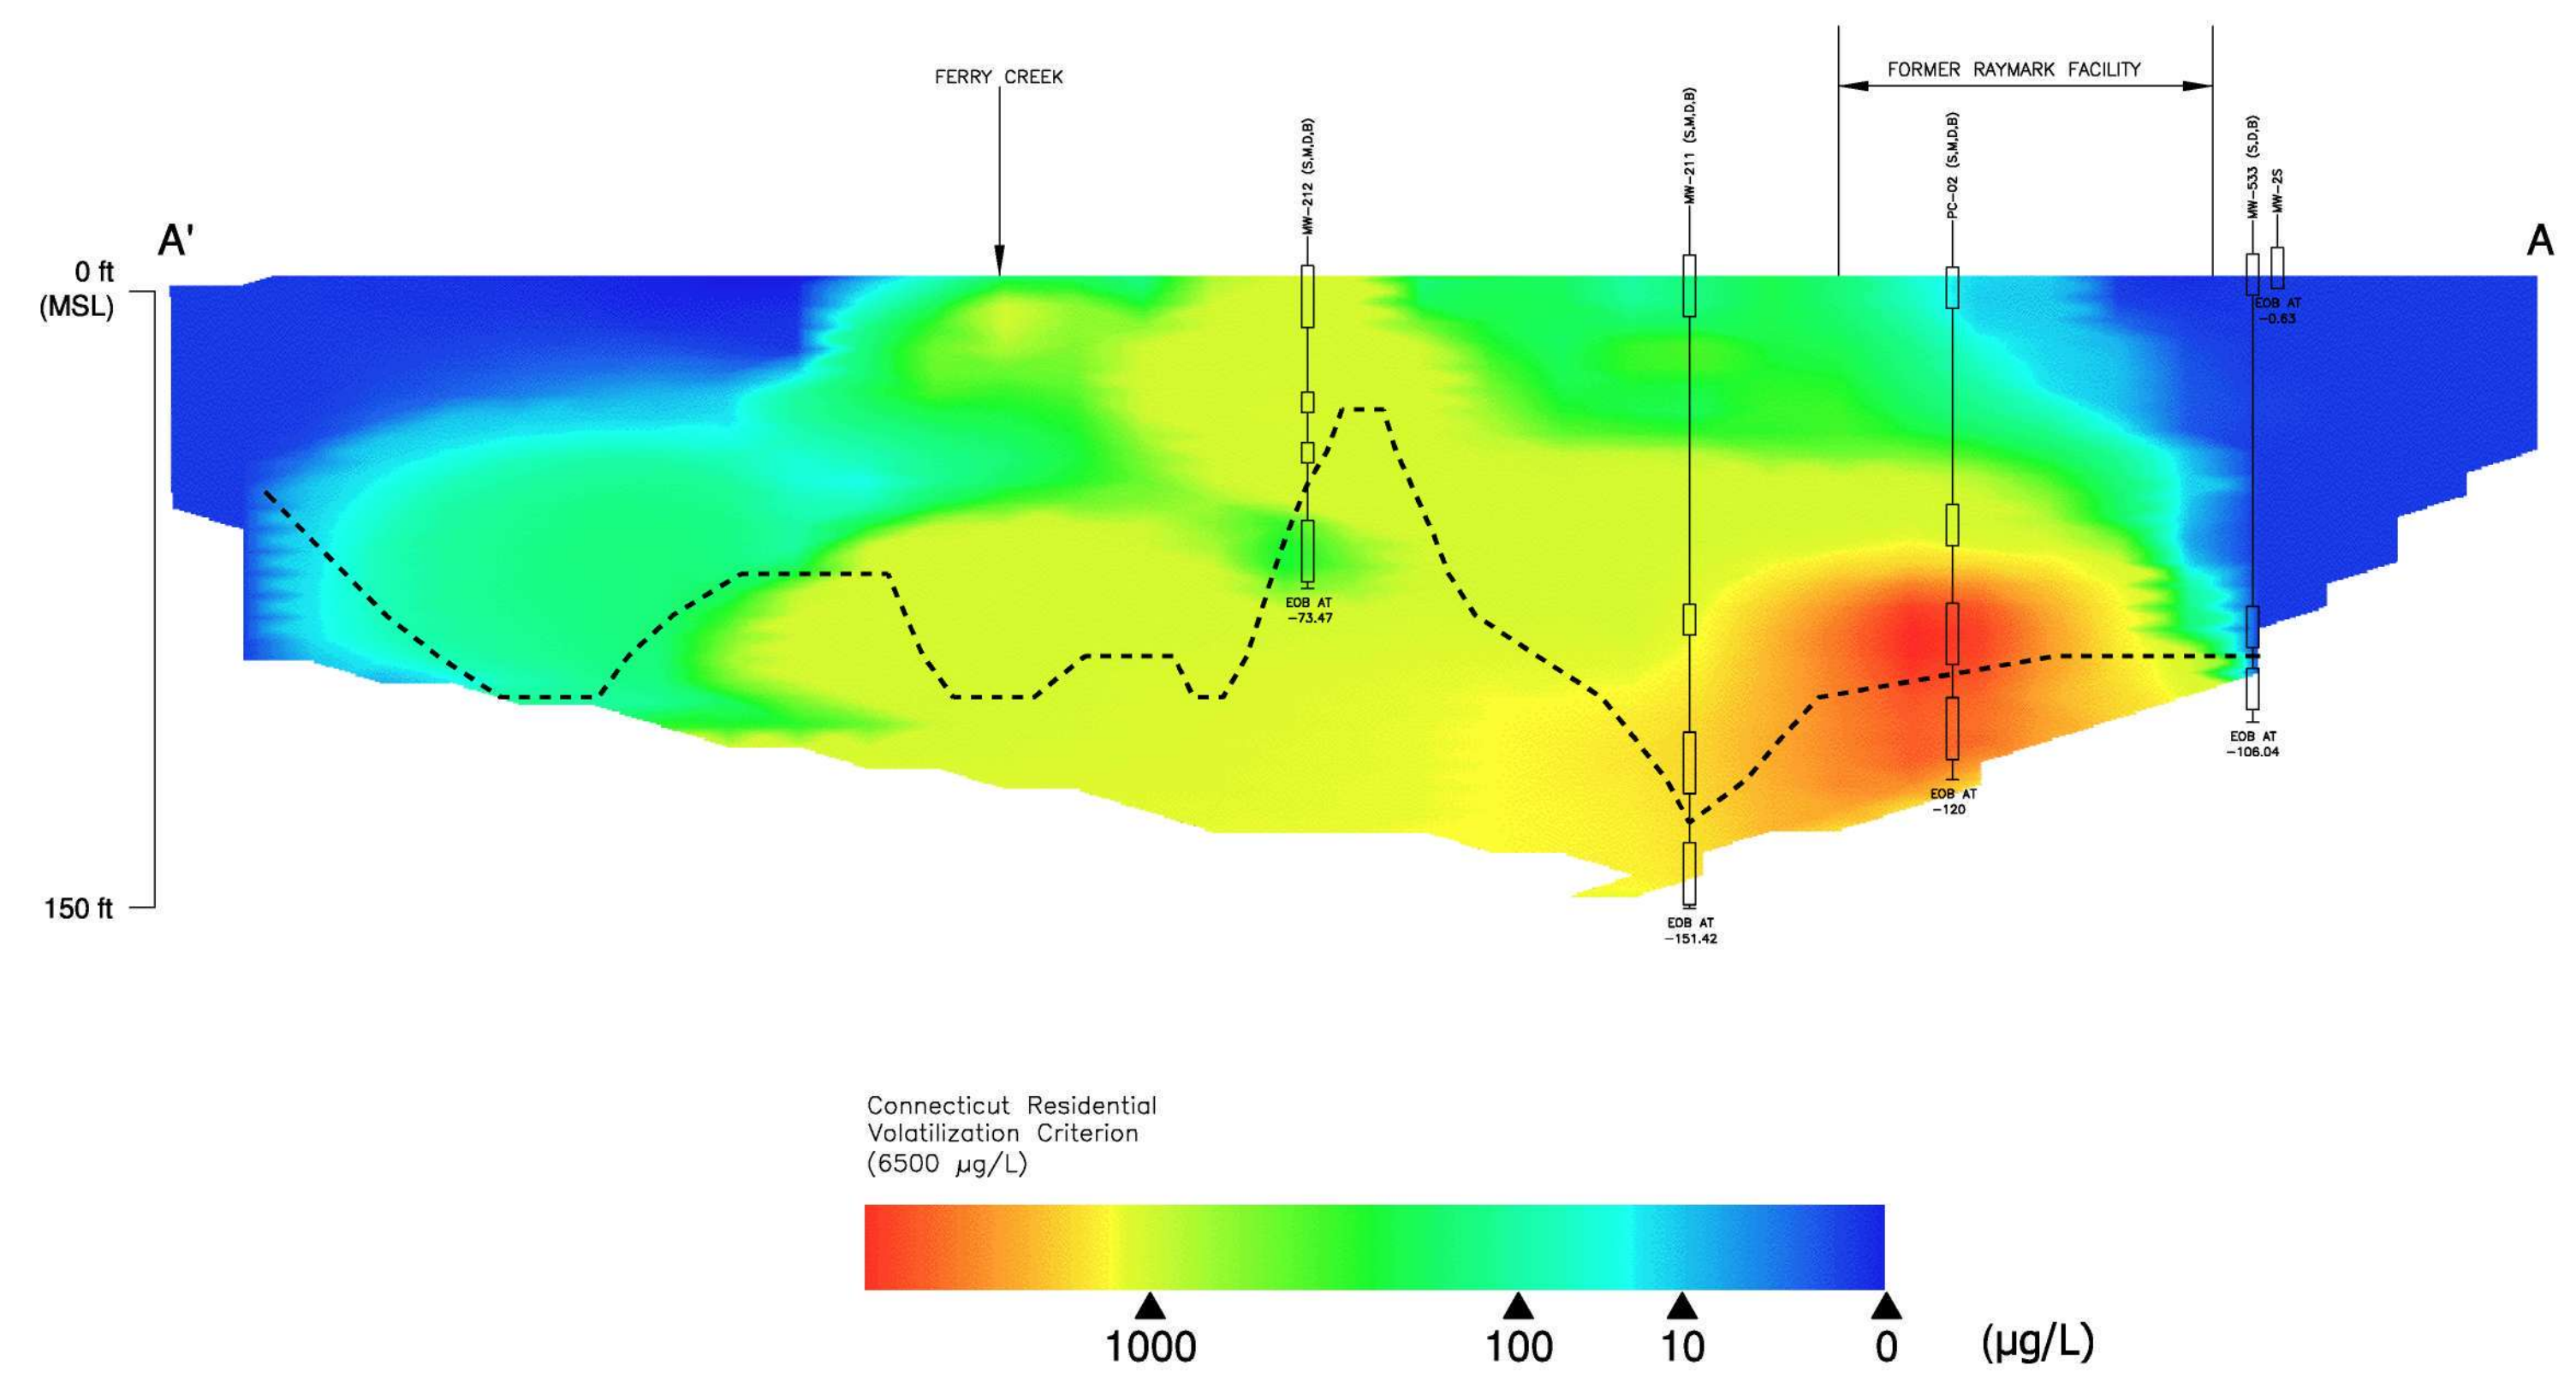 FERRY CREEK
FORMER RAYMARK FACILITY
MW-212 (S,M,D,B)
MW-211 (S,M,D,B)
PC-02 (S,M,D,B)
MW-533 (S,D,B)
MW-2S
A'
A
0 ft
(MSL)
EOB AT
-0.63
EOB AT
-73.47
EOB AT
-106.04
EOB AT
-120
150 ft
EOB AT
-151.42
Connecticut Residential
Volatilization Criterion
(6500 µg/L)
1000
100
10
0
(µg/L)